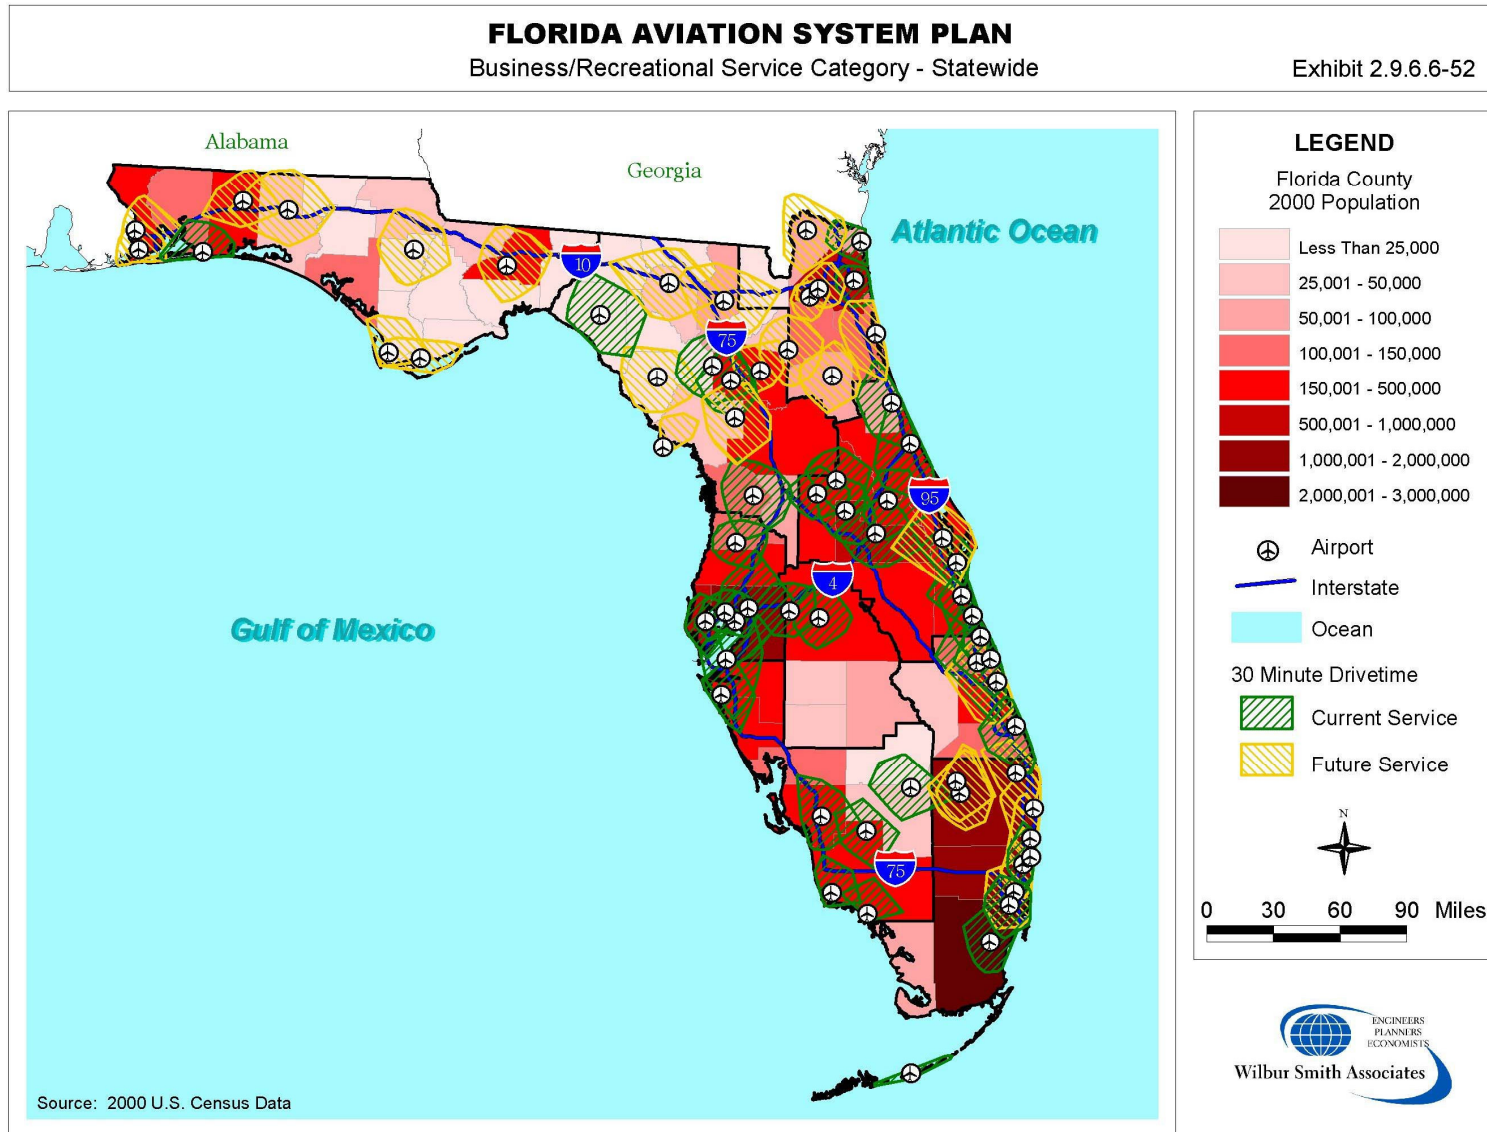 FLORIDA AVIATION SYSTEM PLAN
Business/Recreational Service Category - Statewide
Exhibit 2.9.6.6-52
Alabama
Georgia
Atlantic Ocean
10
75
95
4
Gulf of Mexico
75
Source: 2000 U.S. Census Data
LEGEND
Florida County
2000 Population
Less Than 25,000
25,001 - 50,000
50,001 - 100,000
100,001 - 150,000
150,001 - 500,000
500,001 - 1,000,000
1,000,001 - 2,000,000
2,000,001 - 3,000,000
Airport
Interstate
Ocean
30 Minute Drivetime
Current Service
Future Service
N
0 30 60 90 Miles
ENGINEERS
PLANNERS
ECONOMISTS
Wilbur Smith Associates